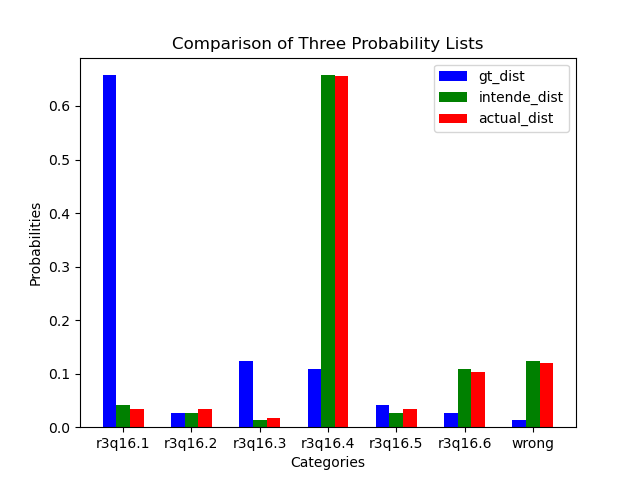 Comparison of Three Probability Lists
gt_dist
intende_dist
actual_dist
Probabilities
0.6
0.5
0.4
0.3
0.2
0.1
0.0
r3q16.1 r3q16.2 r3q16.3 r3q16.4 r3q16.5 r3q16.6 wrong
Categories